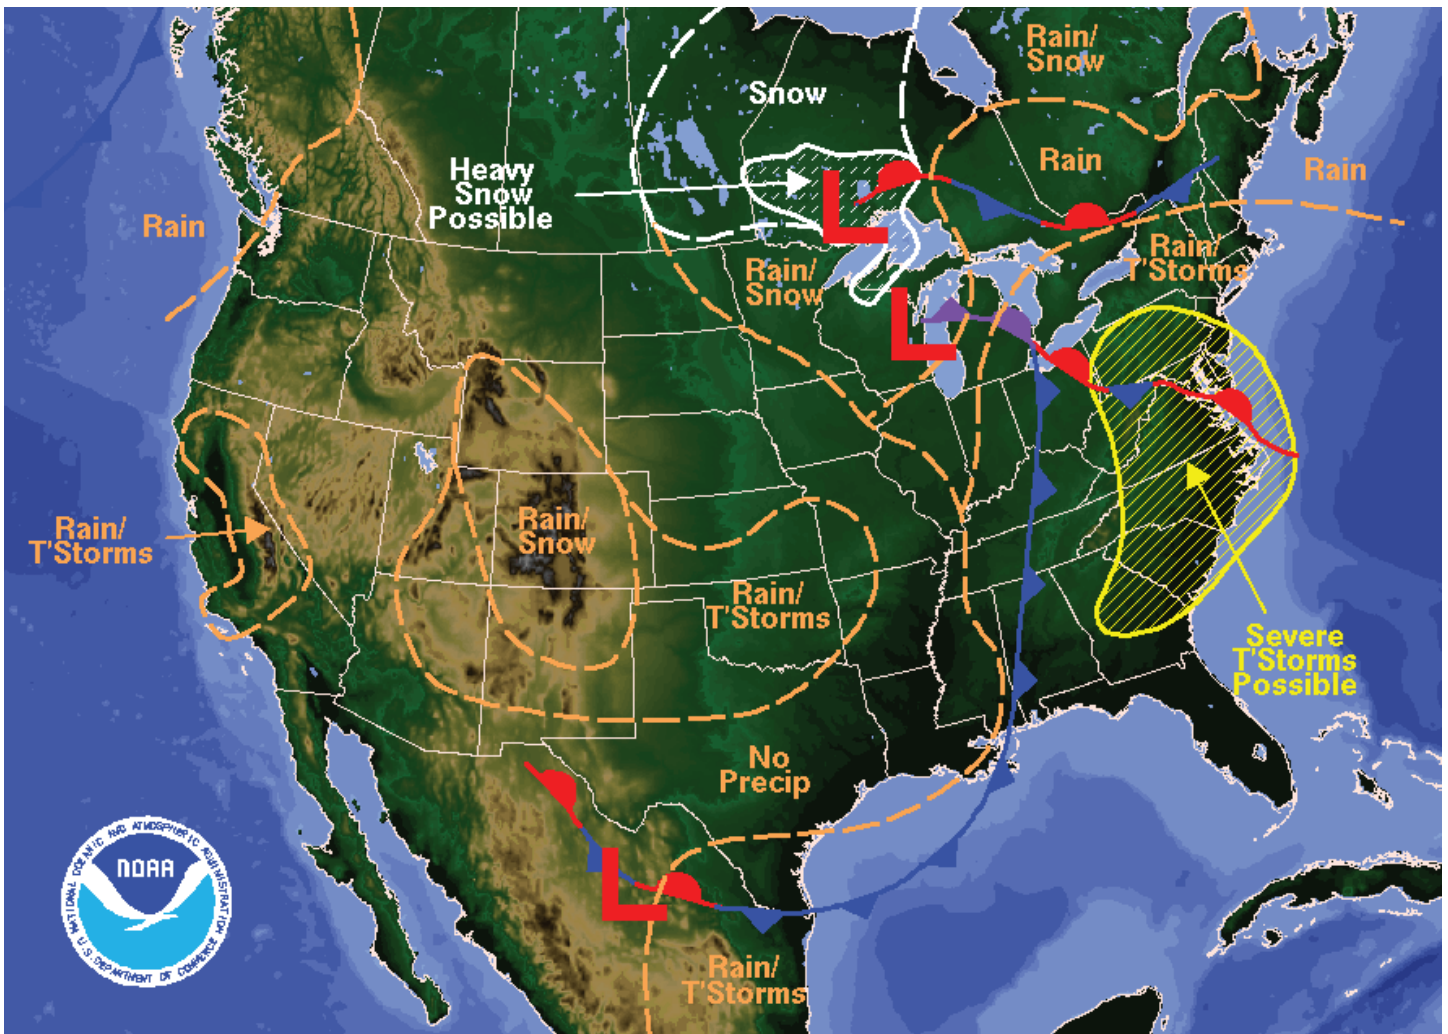 Rain/
Snow
Snow
Heavy
Snow
Possible
Rain
Rain
Rain
Rain/
T'Storms
Rain/
Snow
L
L
Rain/
T'Storms
Rain/
Snow
Rain/
T'Storms
Severe
T'Storms
Possible
No
Precip
L
Rain/
T'Storms
NOAA
NATIONAL OCEANIC AND ATMOSPHERIC ADMINISTRATION
U.S. DEPARTMENT OF COMMERCE